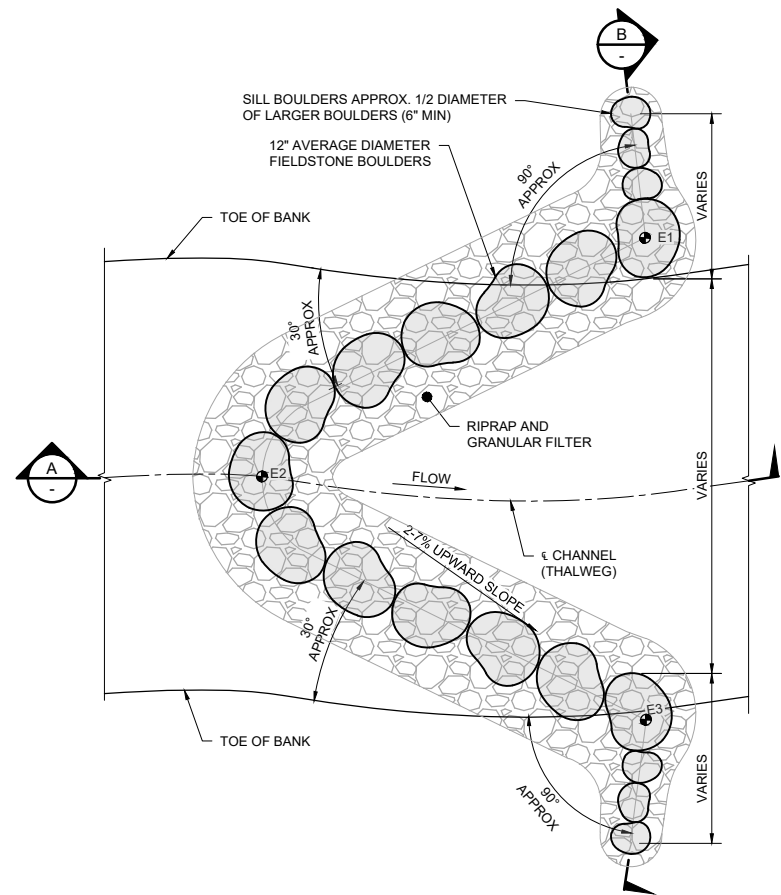 B
-
SILL BOULDERS APPROX. 1/2 DIAMETER
OF LARGER BOULDERS (6" MIN)
12" AVERAGE DIAMETER
FIELDSTONE BOULDERS
90°
APPROX
VARIES
TOE OF BANK
E1
30°
APPROX
RIPRAP AND
GRANULAR FILTER
A
-
E2
FLOW
VARIES
2-7% UPWARD SLOPE
℄ CHANNEL
(THALWEG)
30°
APPROX
E3
TOE OF BANK
90°
APPROX
VARIES